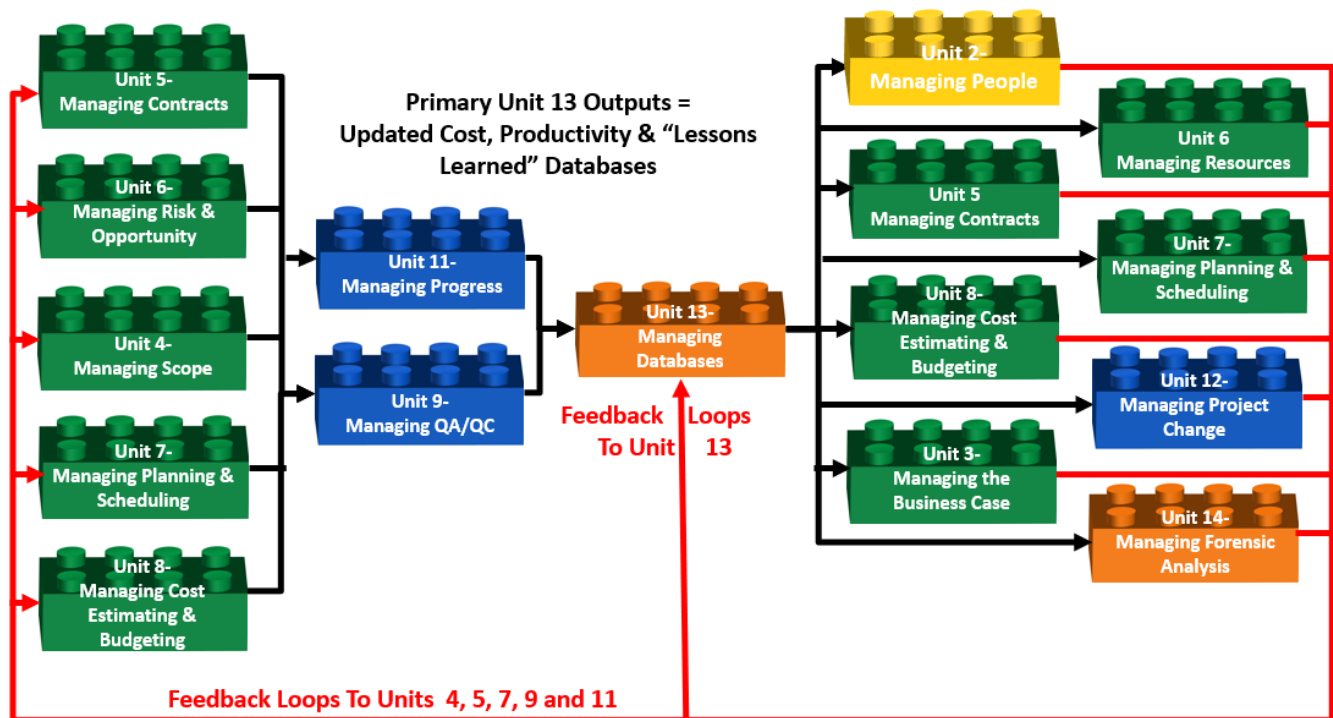 Unit 5-
Managing Contracts
Unit 6-
Managing Risk &
Opportunity
Unit 4-
Managing Scope
Unit 7-
Managing Planning &
Scheduling
Unit 8-
Managing Cost
Estimating &
Budgeting
Primary Unit 13 Outputs =
Updated Cost, Productivity & “Lessons
Learned” Databases
Unit 11-
Managing Progress
Unit 9-
Managing QA/QC
Unit 13-
Managing
Databases
Feedback Loops
To Unit 13
Unit 2-
Managing People
Unit 6
Managing Resources
Unit 5
Managing Contracts
Unit 7-
Managing Planning &
Scheduling
Unit 8-
Managing Cost
Estimating &
Budgeting
Unit 12-
Managing Project
Change
Unit 3-
Managing the
Business Case
Unit 14-
Managing Forensic
Analysis
Feedback Loops To Units 4, 5, 7, 9 and 11